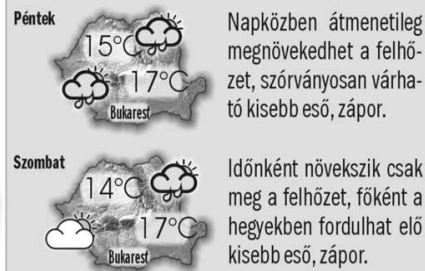 Péntek
15°C
17°C
Bukarest
Napközben átmenetileg
megnövekedhet a felhő-
zet, szórványosan várha-
tó kisebb eső, zápor.
Szombat
14°C
17°C
Bukarest
Időnként növekszik csak
meg a felhőzet, főként a
hegyekben fordulhat elő
kisebb eső, zápor.